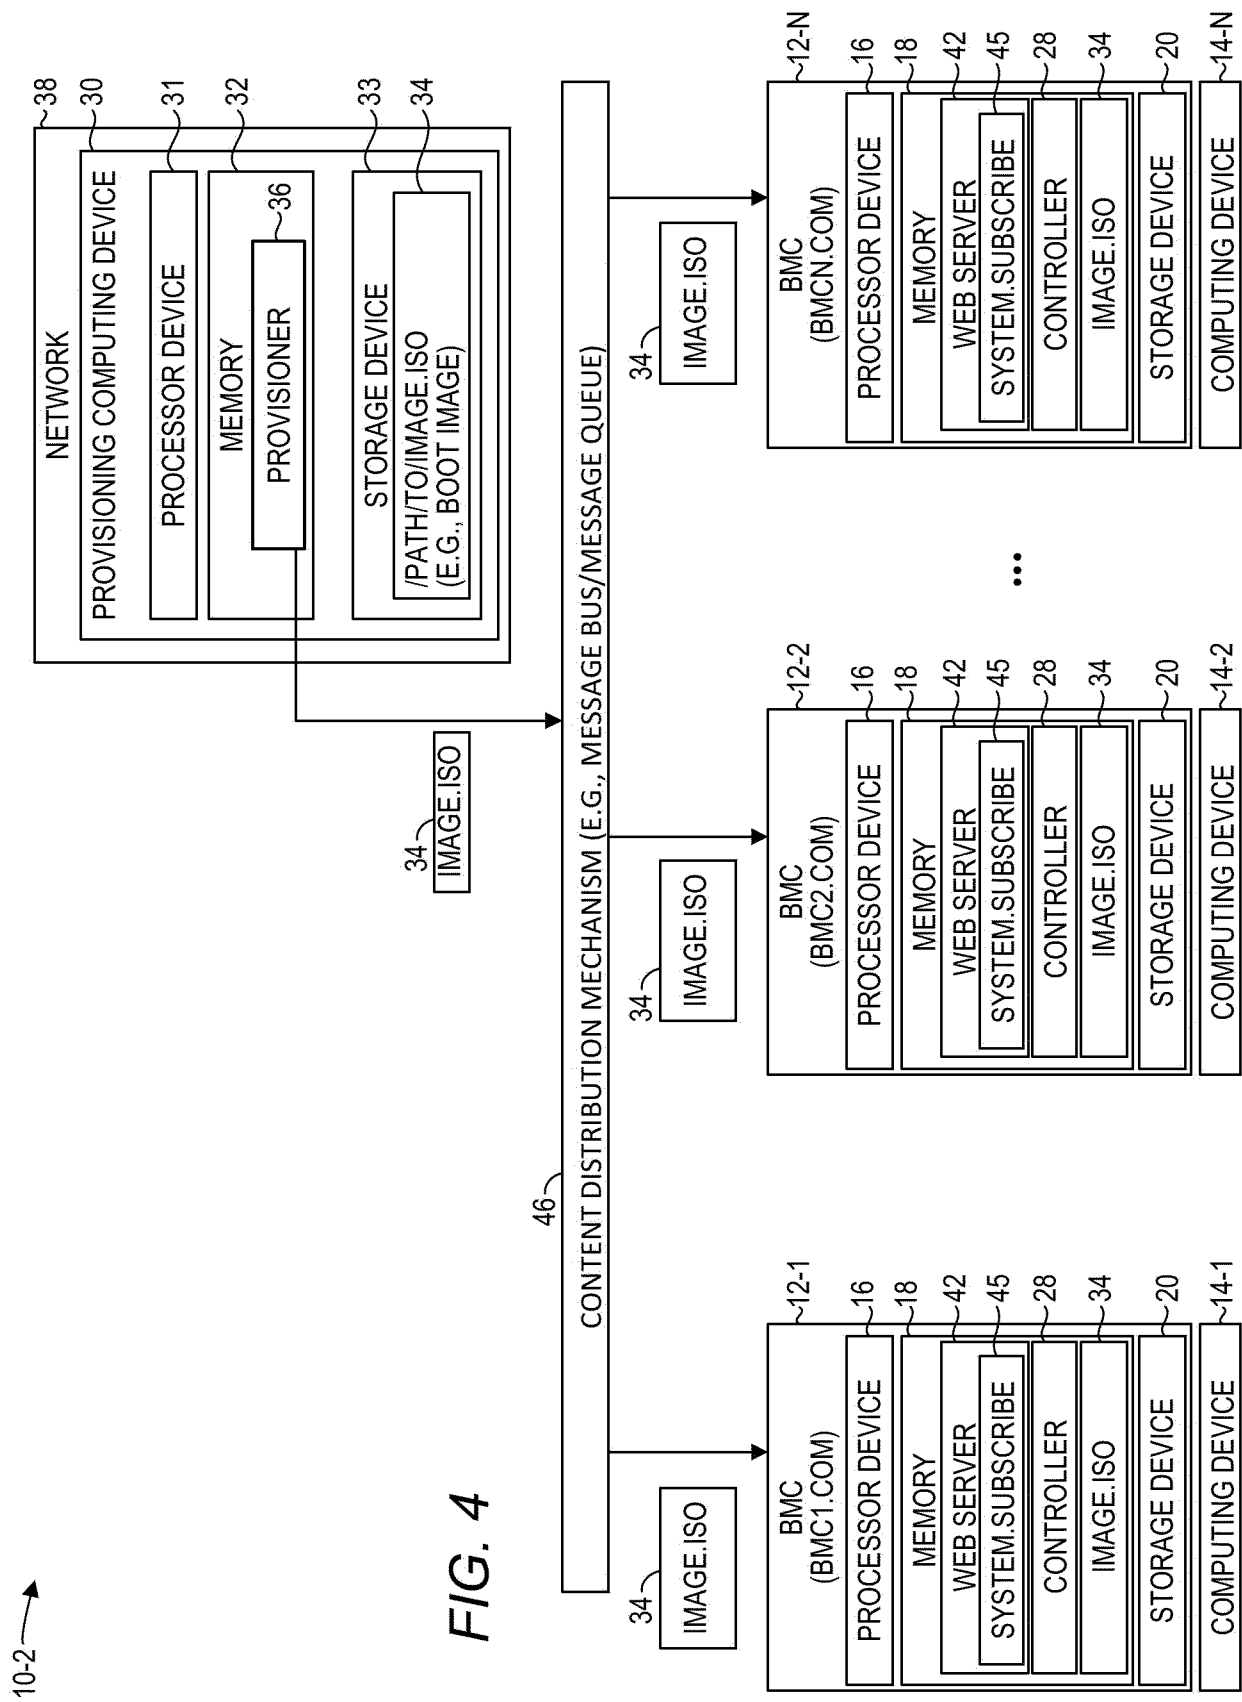 10-2
NETWORK
38
PROVISIONING COMPUTING DEVICE
30
PROCESSOR DEVICE
31
MEMORY
32
PROVISIONER
36
STORAGE DEVICE
33
/PATH/TO/IMAGE.ISO
(E.G., BOOT IMAGE)
34
34
IMAGE.ISO
FIG. 4
46
CONTENT DISTRIBUTION MECHANISM (E.G., MESSAGE BUS/MESSAGE QUEUE)
34
IMAGE.ISO
34
IMAGE.ISO
34
IMAGE.ISO
BMC
(BMC1.COM)
12-1
PROCESSOR DEVICE
16
MEMORY
18
WEB SERVER
42
SYSTEM.SUBSCRIBE
45
CONTROLLER
28
IMAGE.ISO
34
STORAGE DEVICE
20
COMPUTING DEVICE
14-1
BMC
(BMC2.COM)
12-2
PROCESSOR DEVICE
16
MEMORY
18
WEB SERVER
42
SYSTEM.SUBSCRIBE
45
CONTROLLER
28
IMAGE.ISO
34
STORAGE DEVICE
20
COMPUTING DEVICE
14-2
...
BMC
(BMCN.COM)
12-N
PROCESSOR DEVICE
16
MEMORY
18
WEB SERVER
42
SYSTEM.SUBSCRIBE
45
CONTROLLER
28
IMAGE.ISO
34
STORAGE DEVICE
20
COMPUTING DEVICE
14-N